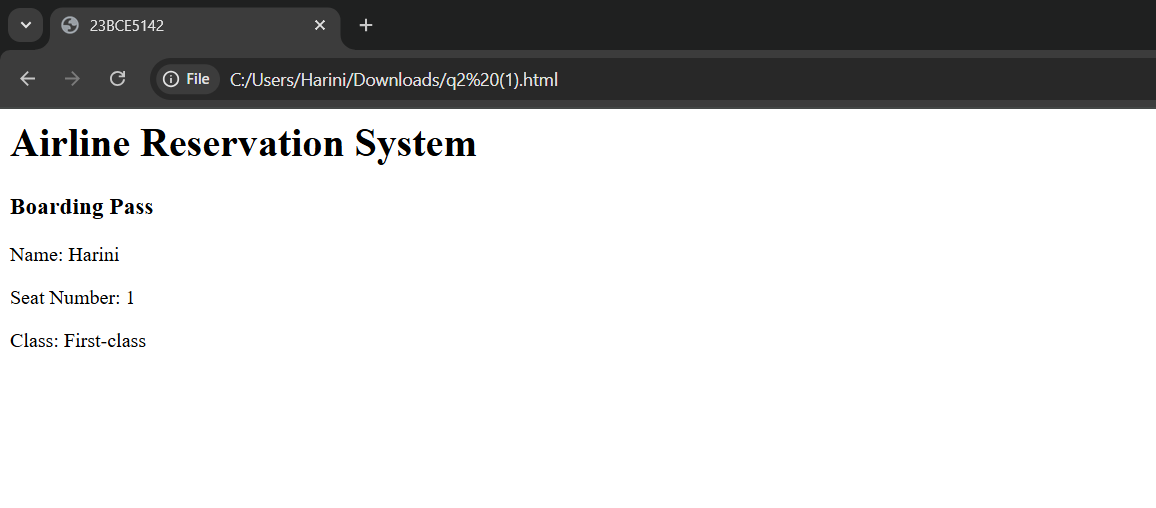 23BCE5142
File C:/Users/Harini/Downloads/q2%20(1).html
Airline Reservation System
Boarding Pass
Name: Harini
Seat Number: 1
Class: First-class